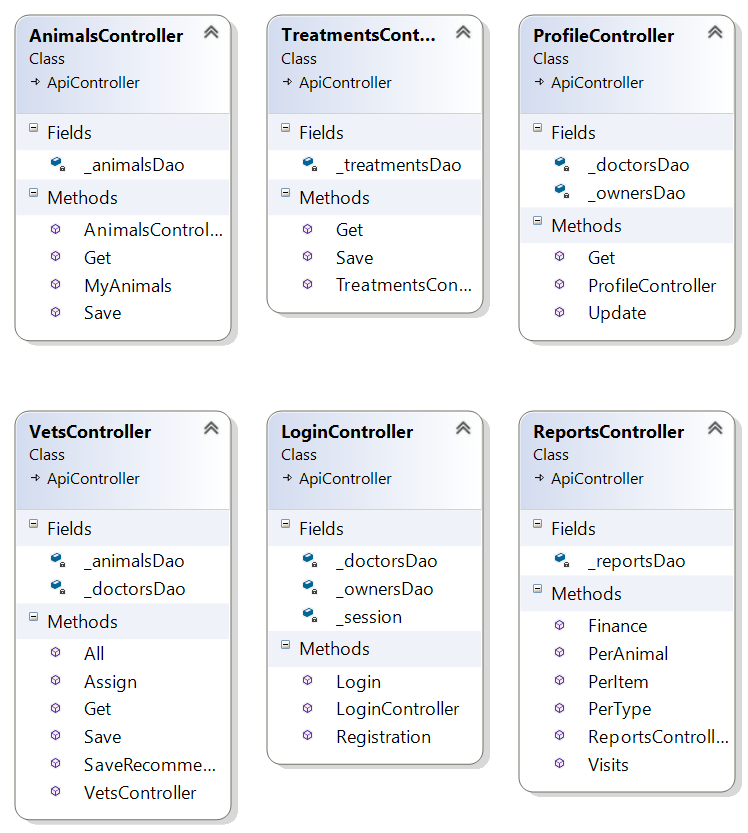 AnimalsController
Class
ApiController
Fields
_animalsDao
Methods
AnimalsControl...
Get
MyAnimals
Save
TreatmentsCont...
Class
ApiController
Fields
_treatmentsDao
Methods
Get
Save
TreatmentsCon...
ProfileController
Class
ApiController
Fields
_doctorsDao
_ownersDao
Methods
Get
ProfileController
Update
VetsController
Class
ApiController
Fields
_animalsDao
_doctorsDao
Methods
All
Assign
Get
Save
SaveRecomme...
VetsController
LoginController
Class
ApiController
Fields
_doctorsDao
_ownersDao
_session
Methods
Login
LoginController
Registration
ReportsController
Class
ApiController
Fields
_reportsDao
Methods
Finance
PerAnimal
PerItem
PerType
ReportsControll...
Visits